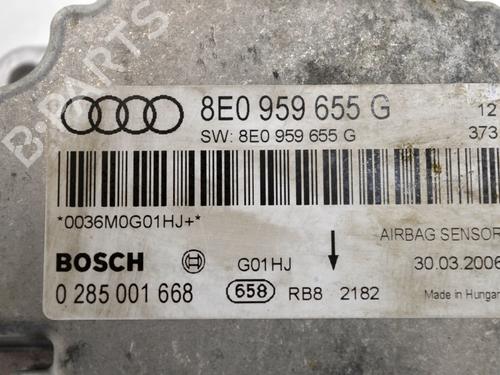 8E0 959 655 G 12
SW: 8E0 959 655 G 373
*0036M0G01HJ+*
AIRBAG SENSOR
BOSCH G01HJ 30.03.2006
0 285 001 668 658 RB8 2182 Made in Hungar
B-PARTS